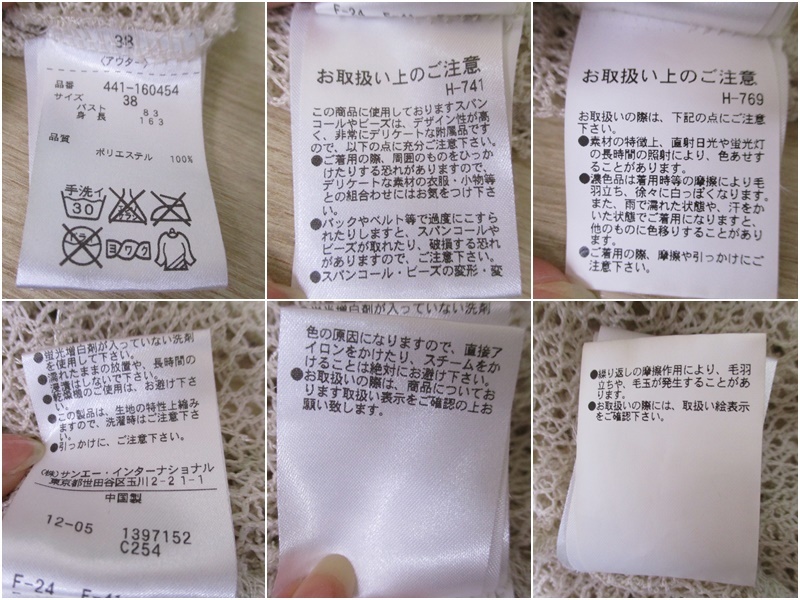 38
〈アウター〉
品番 441-160454
サイズ 38
バスト 83
身長 163
品質
ポリエステル 100%
手洗イ
30
エンソ サラシ
ヨワク
F-24
お取扱い上のご注意
H-741
この商品に使用しておりますスパン
コールやビーズは、デザイン性が高
く、非常にデリケートな附属品です
ので、以下の点に充分ご注意下さい。
●ご着用の際、周囲のものをひっか
けたりする恐れがありますので、
デリケートな素材の衣服・小物等
との組合わせにはお気をつけ下さ
い。
●バックやベルト等で過度にこすら
れたりしますと、スパンコールや
ビーズが取れたり、破損する恐れ
がありますので、ご注意下さい。
●スパンコール・ビーズの変形・変
お取扱い上のご注意
H-769
お取扱いの際は、下記の点にご注意
下さい。
●素材の特徴上、直射日光や蛍光灯
の長時間の照射により、色あせす
ることがあります。
●濃色品は着用時等の摩擦により毛
羽立ち、徐々に白っぽくなります。
また、雨で濡れた状態や、汗をか
いた状態でご着用になりますと、
他のものに色移りすることがあり
ます。
●ご着用の際、摩擦や引っかけにご
注意下さい。
●蛍光増白剤が入っていない洗剤
を使用して下さい。
●濡れたままの放置や、長時間の
浸漬はしないで下さい。
●乾燥機のご使用は、お避け下さ
い。
●この製品は、生地の特性上縮み
ますので、洗濯時はご注意下さ
い。
●引っかけに、ご注意下さい。
(株)サンエー・インターナショナル
東京都世田谷区玉川2-21-1
中国製
12-05 1397152
C254
F-24
蛍光増白剤が入っていない洗剤
色の原因になりますので、直接ア
イロンをかけたり、スチームをか
けることは絶対にお避け下さい。
●お取扱いの際は、商品についてお
ります取扱い表示をご確認の上お
願い致します。
●繰り返しの摩擦作用により、毛羽
立ちや、毛玉が発生することがあ
ります。
●お取扱いの際には、取扱い絵表示
をご確認下さい。